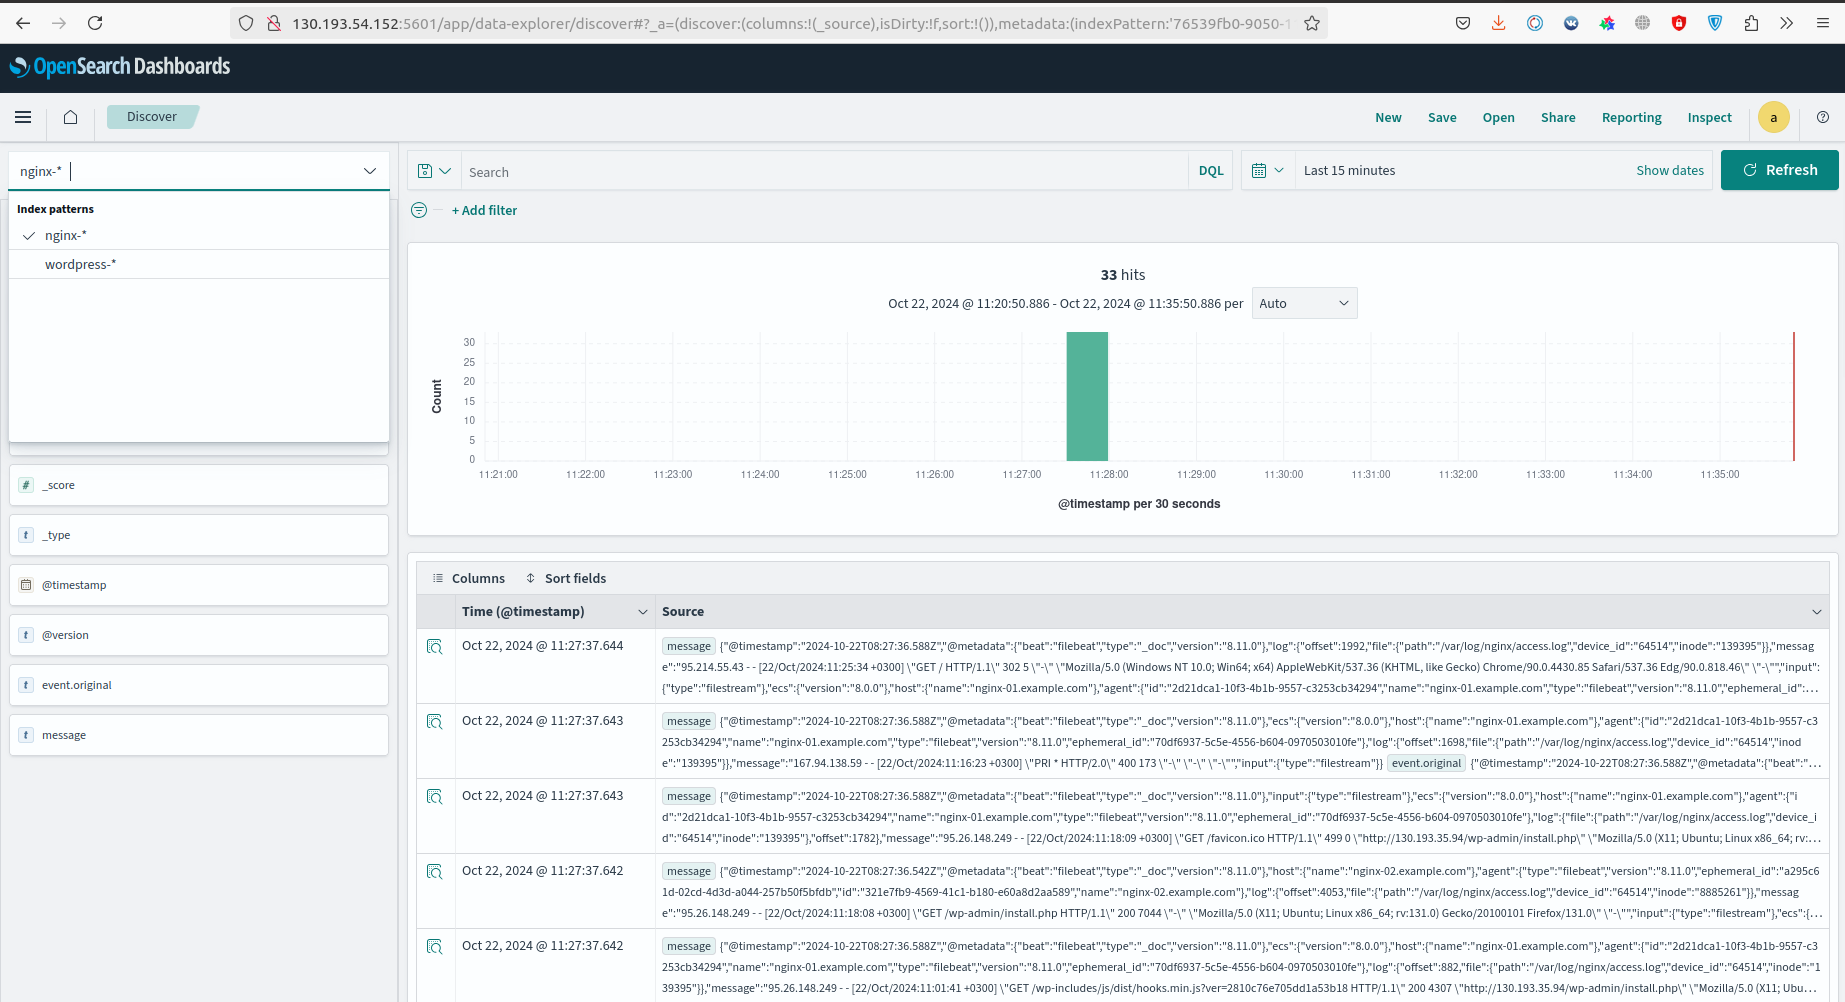 130.193.54.152:5601/app/data-explorer/discover#?_a=(discover:(columns:!(_source),isDirty:!f,sort:!()),metadata:(indexPattern:'76539fb0-9050-1
OpenSearch Dashboards
Discover
New Save Open Share Reporting Inspect a
nginx-*
Search
DQL
Last 15 minutes
Show dates
Refresh
+ Add filter
Index patterns
nginx-*
wordpress-*
# _score
t _type
@timestamp
t @version
t event.original
t message
33 hits
Oct 22, 2024 @ 11:20:50.886 - Oct 22, 2024 @ 11:35:50.886 per Auto
Count
30
25
20
15
10
5
0
11:21:00 11:22:00 11:23:00 11:24:00 11:25:00 11:26:00 11:27:00 11:28:00 11:29:00 11:30:00 11:31:00 11:32:00 11:33:00 11:34:00 11:35:00
@timestamp per 30 seconds
Columns Sort fields
Time (@timestamp) Source
Oct 22, 2024 @ 11:27:37.644 message {"@timestamp":"2024-10-22T08:27:36.588Z","@metadata":{"beat":"filebeat","type":"_doc","version":"8.11.0"},"log":{"offset":1992,"file":{"path":"/var/log/nginx/access.log","device_id":"64514","inode":"139395"}},"messag
e":"95.214.55.43 - - [22/Oct/2024:11:25:34 +0300] \"GET / HTTP/1.1\" 302 5 \"-\" \"Mozilla/5.0 (Windows NT 10.0; Win64; x64) AppleWebKit/537.36 (KHTML, like Gecko) Chrome/90.0.4430.85 Safari/537.36 Edg/90.0.818.46\" \"-\"","input":
{"type":"filestream"},"ecs":{"version":"8.0.0"},"host":{"name":"nginx-01.example.com"},"agent":{"id":"2d21dca1-10f3-4b1b-9557-c3253cb34294","name":"nginx-01.example.com","type":"filebeat","version":"8.11.0","ephemeral_id":…
Oct 22, 2024 @ 11:27:37.643 message {"@timestamp":"2024-10-22T08:27:36.588Z","@metadata":{"beat":"filebeat","type":"_doc","version":"8.11.0"},"ecs":{"version":"8.0.0"},"host":{"name":"nginx-01.example.com"},"agent":{"id":"2d21dca1-10f3-4b1b-9557-c3
253cb34294","name":"nginx-01.example.com","type":"filebeat","version":"8.11.0","ephemeral_id":"70df6937-5c5e-4556-b604-0970503010fe"},"log":{"offset":1698,"file":{"path":"/var/log/nginx/access.log","device_id":"64514","inod
e":"139395"}},"message":"167.94.138.59 - - [22/Oct/2024:11:16:23 +0300] \"PRI * HTTP/2.0\" 400 173 \"-\" \"-\" \"-\"","input":{"type":"filestream"}} event.original {"@timestamp":"2024-10-22T08:27:36.588Z","@metadata":{"beat":"…
Oct 22, 2024 @ 11:27:37.643 message {"@timestamp":"2024-10-22T08:27:36.588Z","@metadata":{"beat":"filebeat","type":"_doc","version":"8.11.0"},"input":{"type":"filestream"},"ecs":{"version":"8.0.0"},"host":{"name":"nginx-01.example.com"},"agent":{"i
d":"2d21dca1-10f3-4b1b-9557-c3253cb34294","name":"nginx-01.example.com","type":"filebeat","version":"8.11.0","ephemeral_id":"70df6937-5c5e-4556-b604-0970503010fe"},"log":{"file":{"path":"/var/log/nginx/access.log","device_i
d":"64514","inode":"139395"},"offset":1782},"message":"95.26.148.249 - - [22/Oct/2024:11:18:09 +0300] \"GET /favicon.ico HTTP/1.1\" 499 0 \"http://130.193.35.94/wp-admin/install.php\" \"Mozilla/5.0 (X11; Ubuntu; Linux x86_64; rv:…
Oct 22, 2024 @ 11:27:37.642 message {"@timestamp":"2024-10-22T08:27:36.542Z","@metadata":{"beat":"filebeat","type":"_doc","version":"8.11.0"},"host":{"name":"nginx-02.example.com"},"agent":{"type":"filebeat","version":"8.11.0","ephemeral_id":"a295c6
1d-02cd-4d3d-a044-257b50f5bfdb","id":"321e7fb9-4569-41c1-b180-e60a8d2aa589","name":"nginx-02.example.com"},"log":{"offset":4053,"file":{"path":"/var/log/nginx/access.log","device_id":"64514","inode":"8885261"}},"messag
e":"95.26.148.249 - - [22/Oct/2024:11:18:08 +0300] \"GET /wp-admin/install.php HTTP/1.1\" 200 7044 \"-\" \"Mozilla/5.0 (X11; Ubuntu; Linux x86_64; rv:131.0) Gecko/20100101 Firefox/131.0\" \"-\"","input":{"type":"filestream"},"ecs":{…
Oct 22, 2024 @ 11:27:37.642 message {"@timestamp":"2024-10-22T08:27:36.588Z","@metadata":{"beat":"filebeat","type":"_doc","version":"8.11.0"},"ecs":{"version":"8.0.0"},"host":{"name":"nginx-01.example.com"},"agent":{"id":"2d21dca1-10f3-4b1b-9557-c3
253cb34294","name":"nginx-01.example.com","type":"filebeat","version":"8.11.0","ephemeral_id":"70df6937-5c5e-4556-b604-0970503010fe"},"log":{"offset":882,"file":{"path":"/var/log/nginx/access.log","device_id":"64514","inode":"1
39395"}},"message":"95.26.148.249 - - [22/Oct/2024:11:01:41 +0300] \"GET /wp-includes/js/dist/hooks.min.js?ver=2810c76e705dd1a53b18 HTTP/1.1\" 200 4307 \"http://130.193.35.94/wp-admin/install.php\" \"Mozilla/5.0 (X11; Ubu…